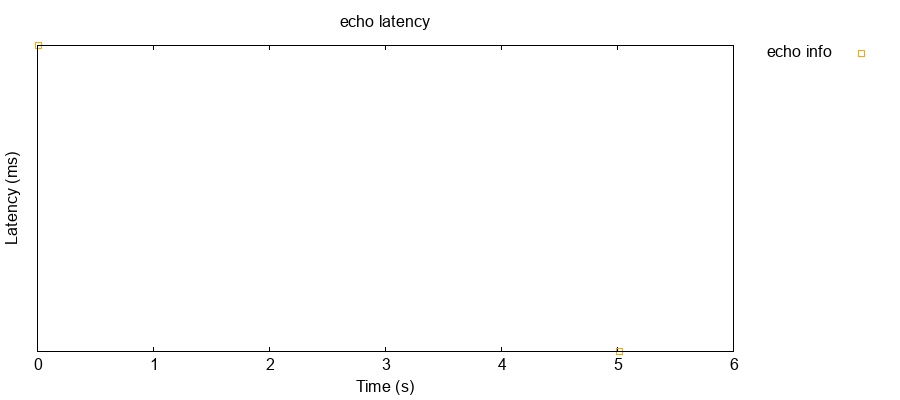 echo latency
echo info
Latency (ms)
0 1 2 3 4 5 6
Time (s)